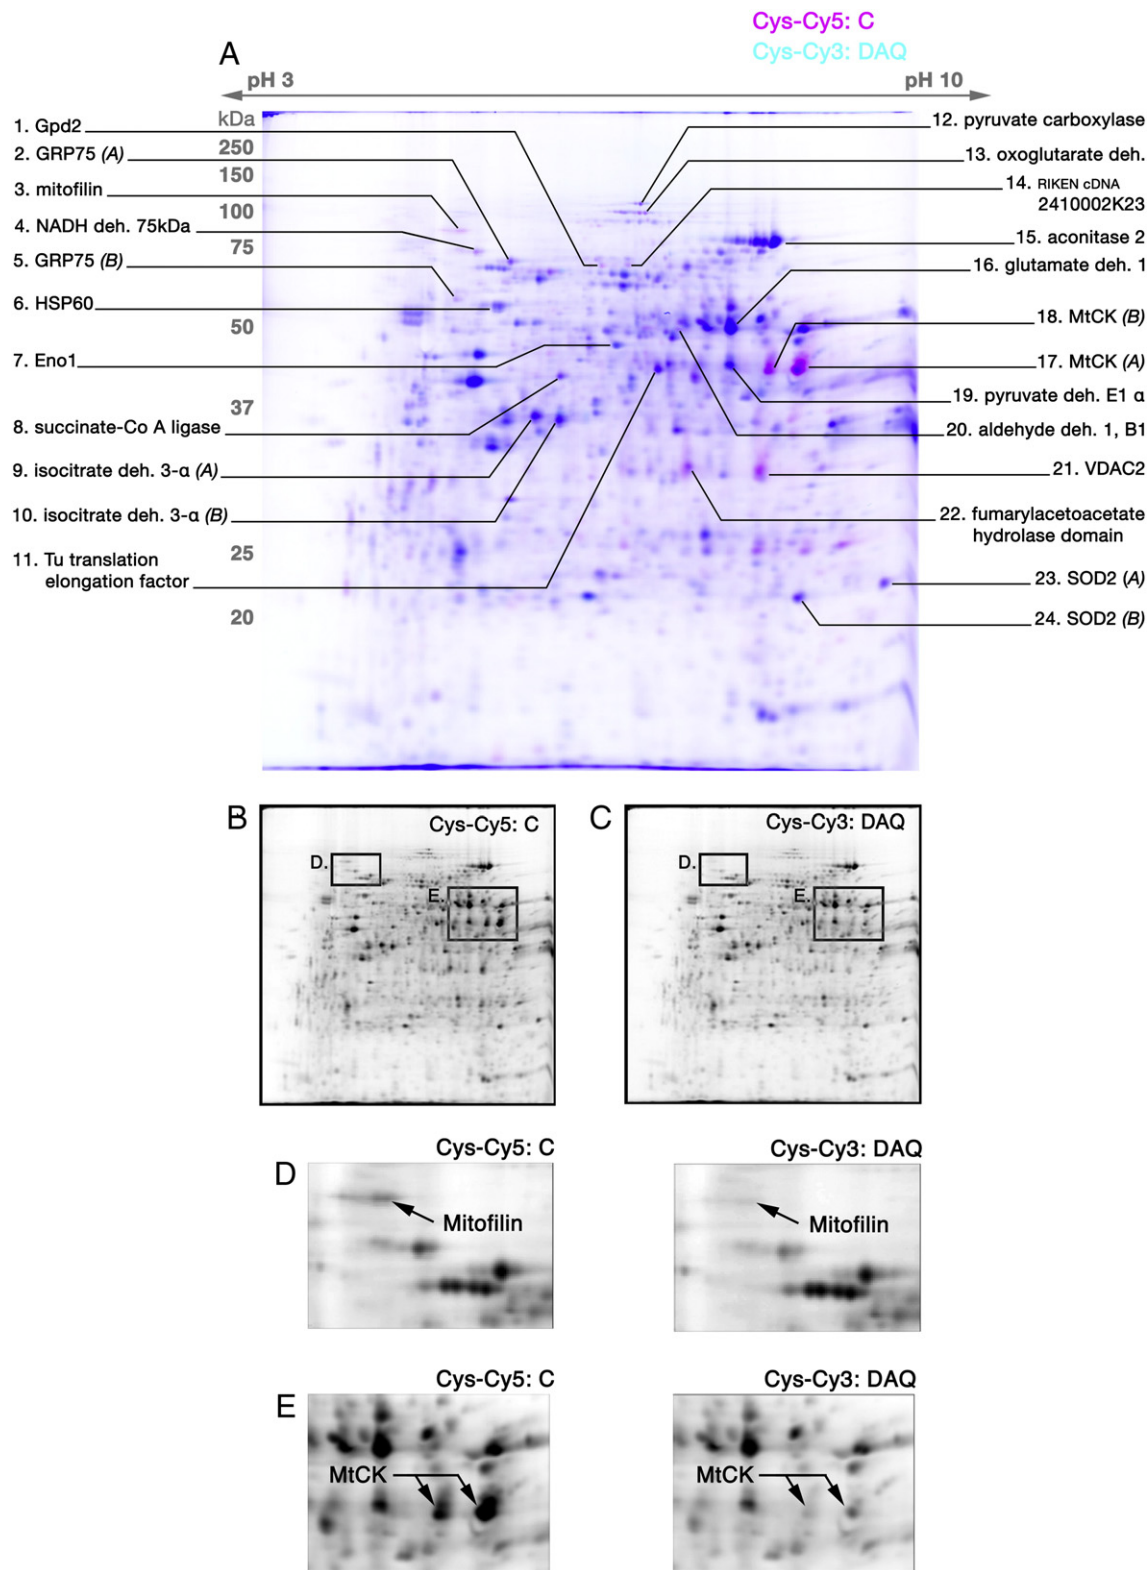 Cys-Cy5: C
Cys-Cy3: DAQ
A
pH 3
pH 10
kDa
250
150
100
75
50
37
25
20
1. Gpd2
2. GRP75 (A)
3. mitofilin
4. NADH deh. 75kDa
5. GRP75 (B)
6. HSP60
7. Eno1
8. succinate-Co A ligase
9. isocitrate deh. 3-α (A)
10. isocitrate deh. 3-α (B)
11. Tu translation
elongation factor
12. pyruvate carboxylase
13. oxoglutarate deh.
14. RIKEN cDNA
2410002K23
15. aconitase 2
16. glutamate deh. 1
18. MtCK (B)
17. MtCK (A)
19. pyruvate deh. E1 α
20. aldehyde deh. 1, B1
21. VDAC2
22. fumarylacetoacetate
hydrolase domain
23. SOD2 (A)
24. SOD2 (B)
B
Cys-Cy5: C
D.
E.
C
Cys-Cy3: DAQ
D.
E.
D
Cys-Cy5: C
Mitofilin
Cys-Cy3: DAQ
Mitofilin
E
Cys-Cy5: C
MtCK
Cys-Cy3: DAQ
MtCK